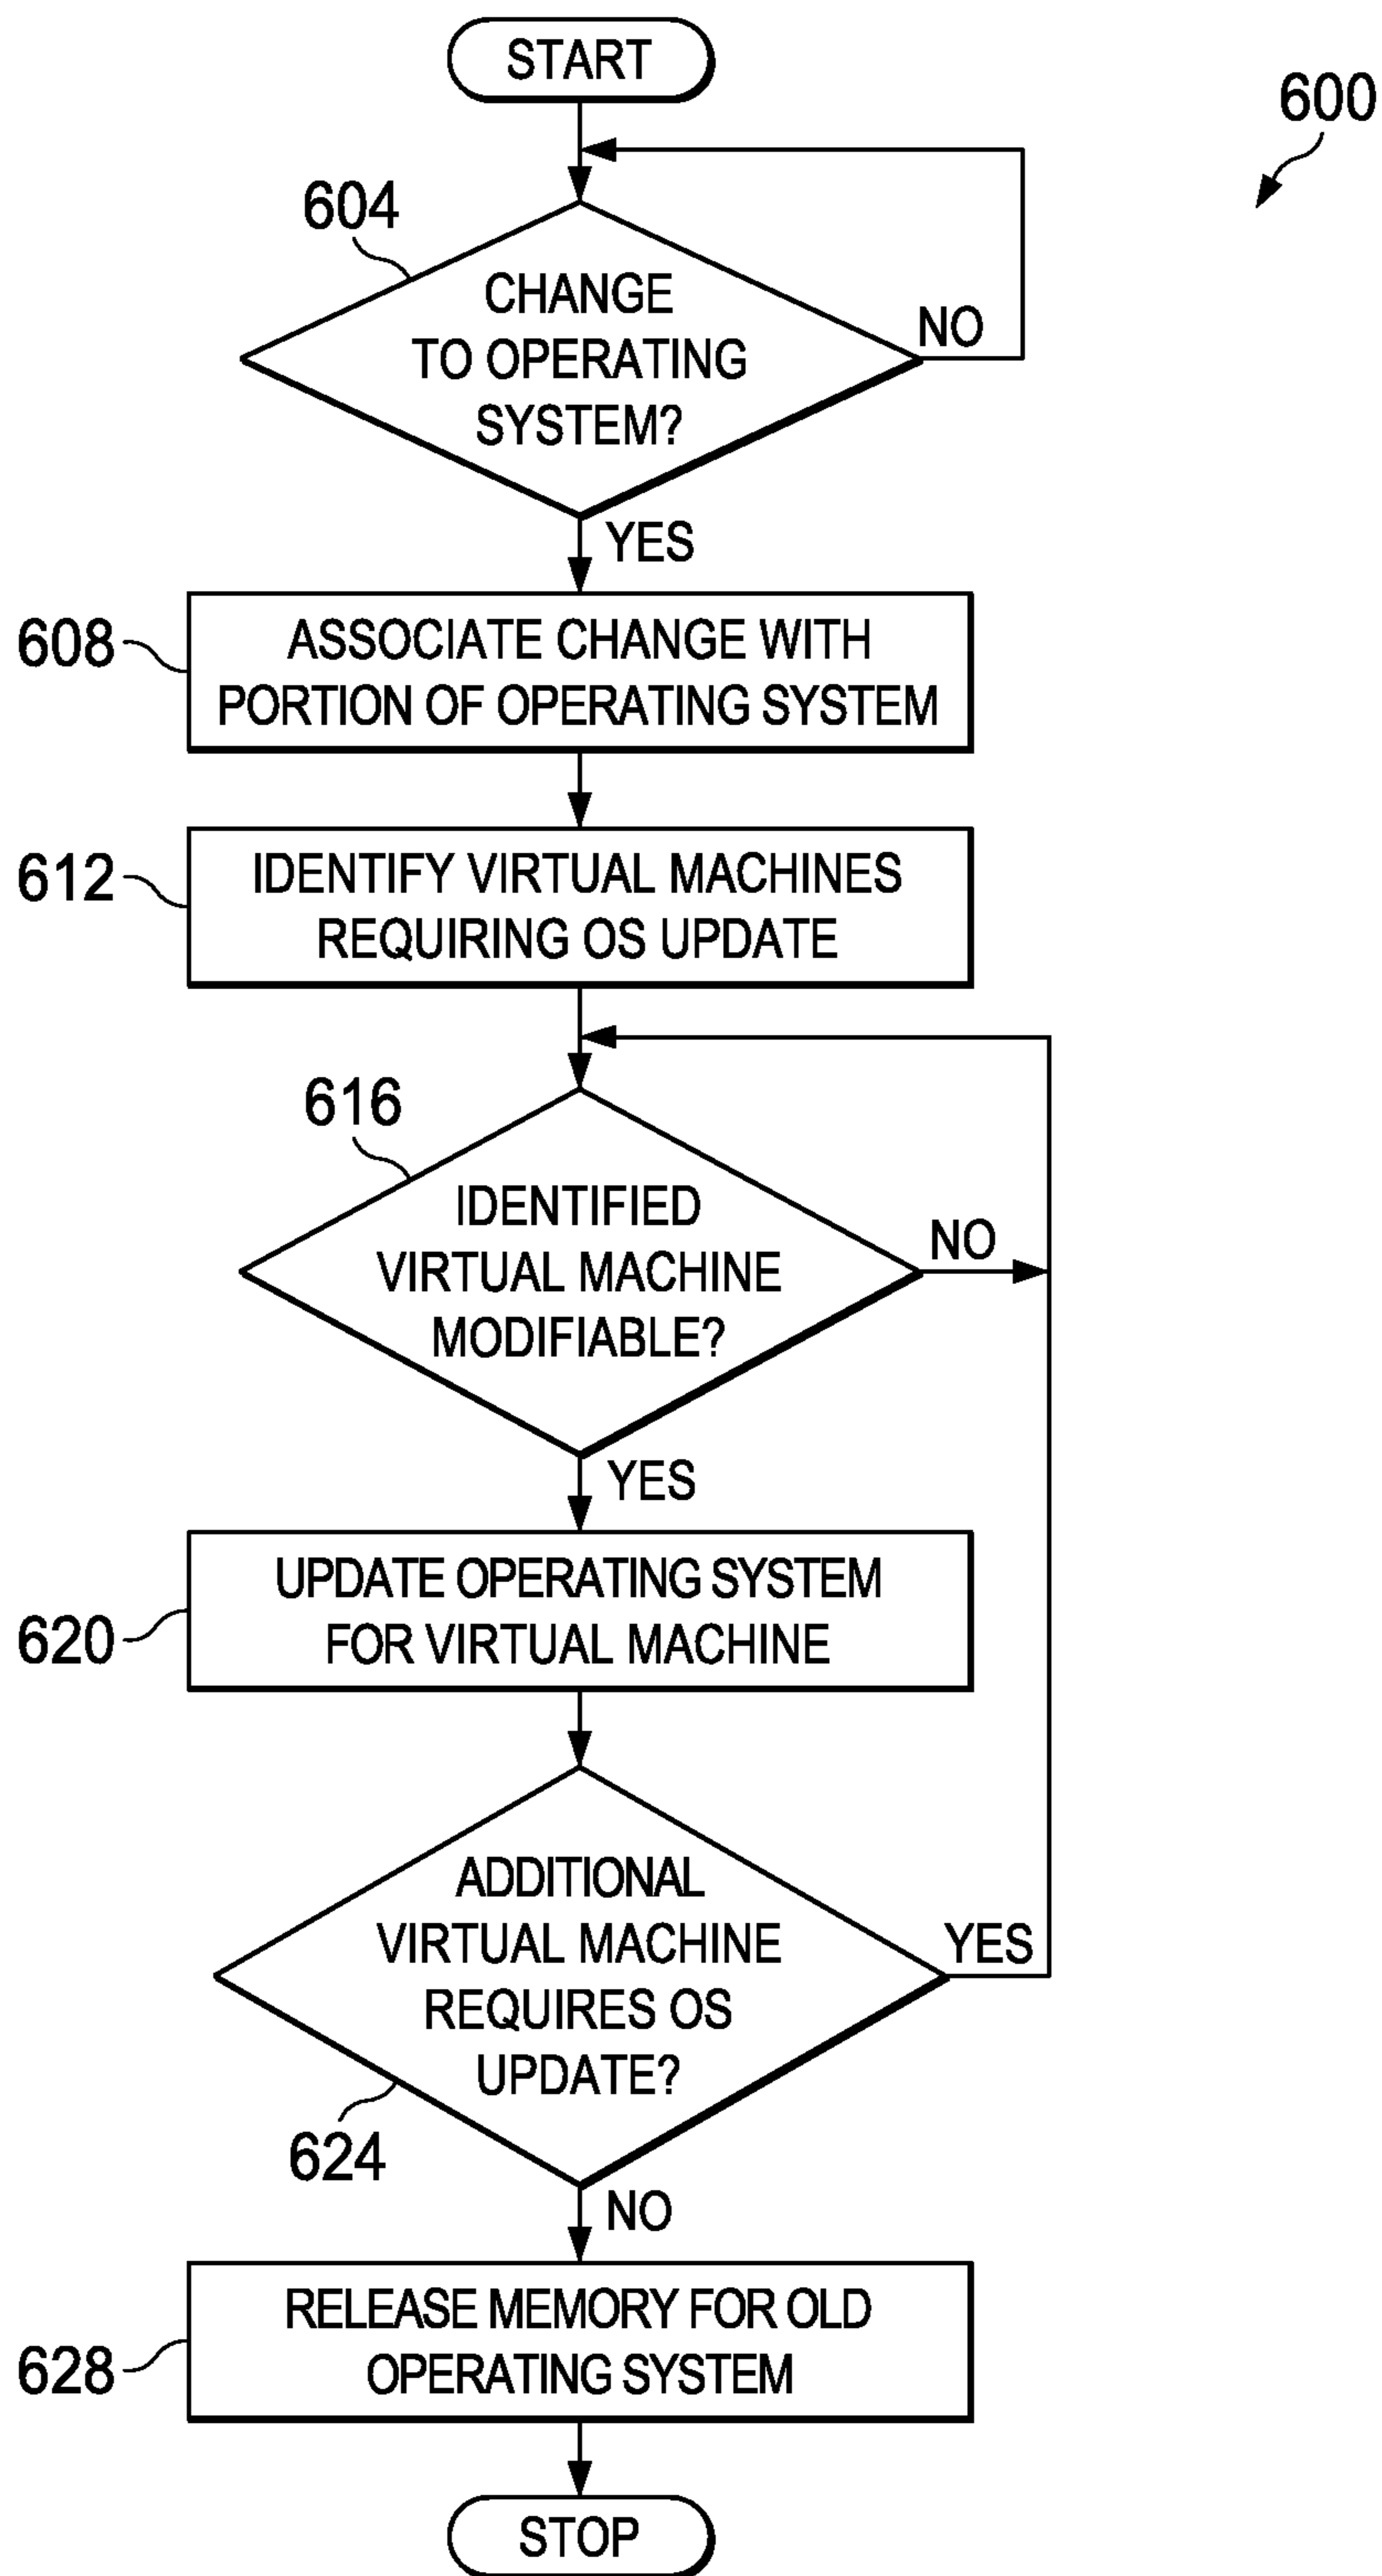 START
600
604
CHANGE
TO OPERATING
SYSTEM?
NO
YES
608
ASSOCIATE CHANGE WITH
PORTION OF OPERATING SYSTEM
612
IDENTIFY VIRTUAL MACHINES
REQUIRING OS UPDATE
616
IDENTIFIED
VIRTUAL MACHINE
MODIFIABLE?
NO
YES
620
UPDATE OPERATING SYSTEM
FOR VIRTUAL MACHINE
ADDITIONAL
VIRTUAL MACHINE
REQUIRES OS
UPDATE?
YES
624
NO
628
RELEASE MEMORY FOR OLD
OPERATING SYSTEM
STOP